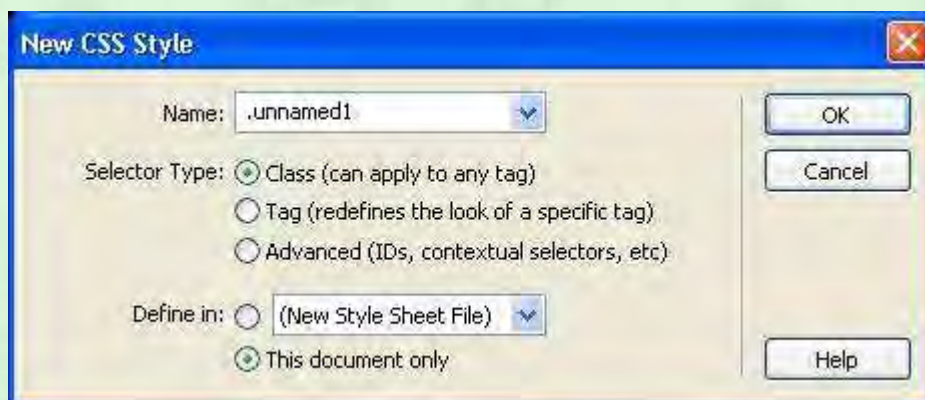 New CSS Style
Name: .unnamed1
OK
Selector Type: Class (can apply to any tag)
Cancel
Tag (redefines the look of a specific tag)
Advanced (IDs, contextual selectors, etc)
Define in: (New Style Sheet File)
This document only
Help